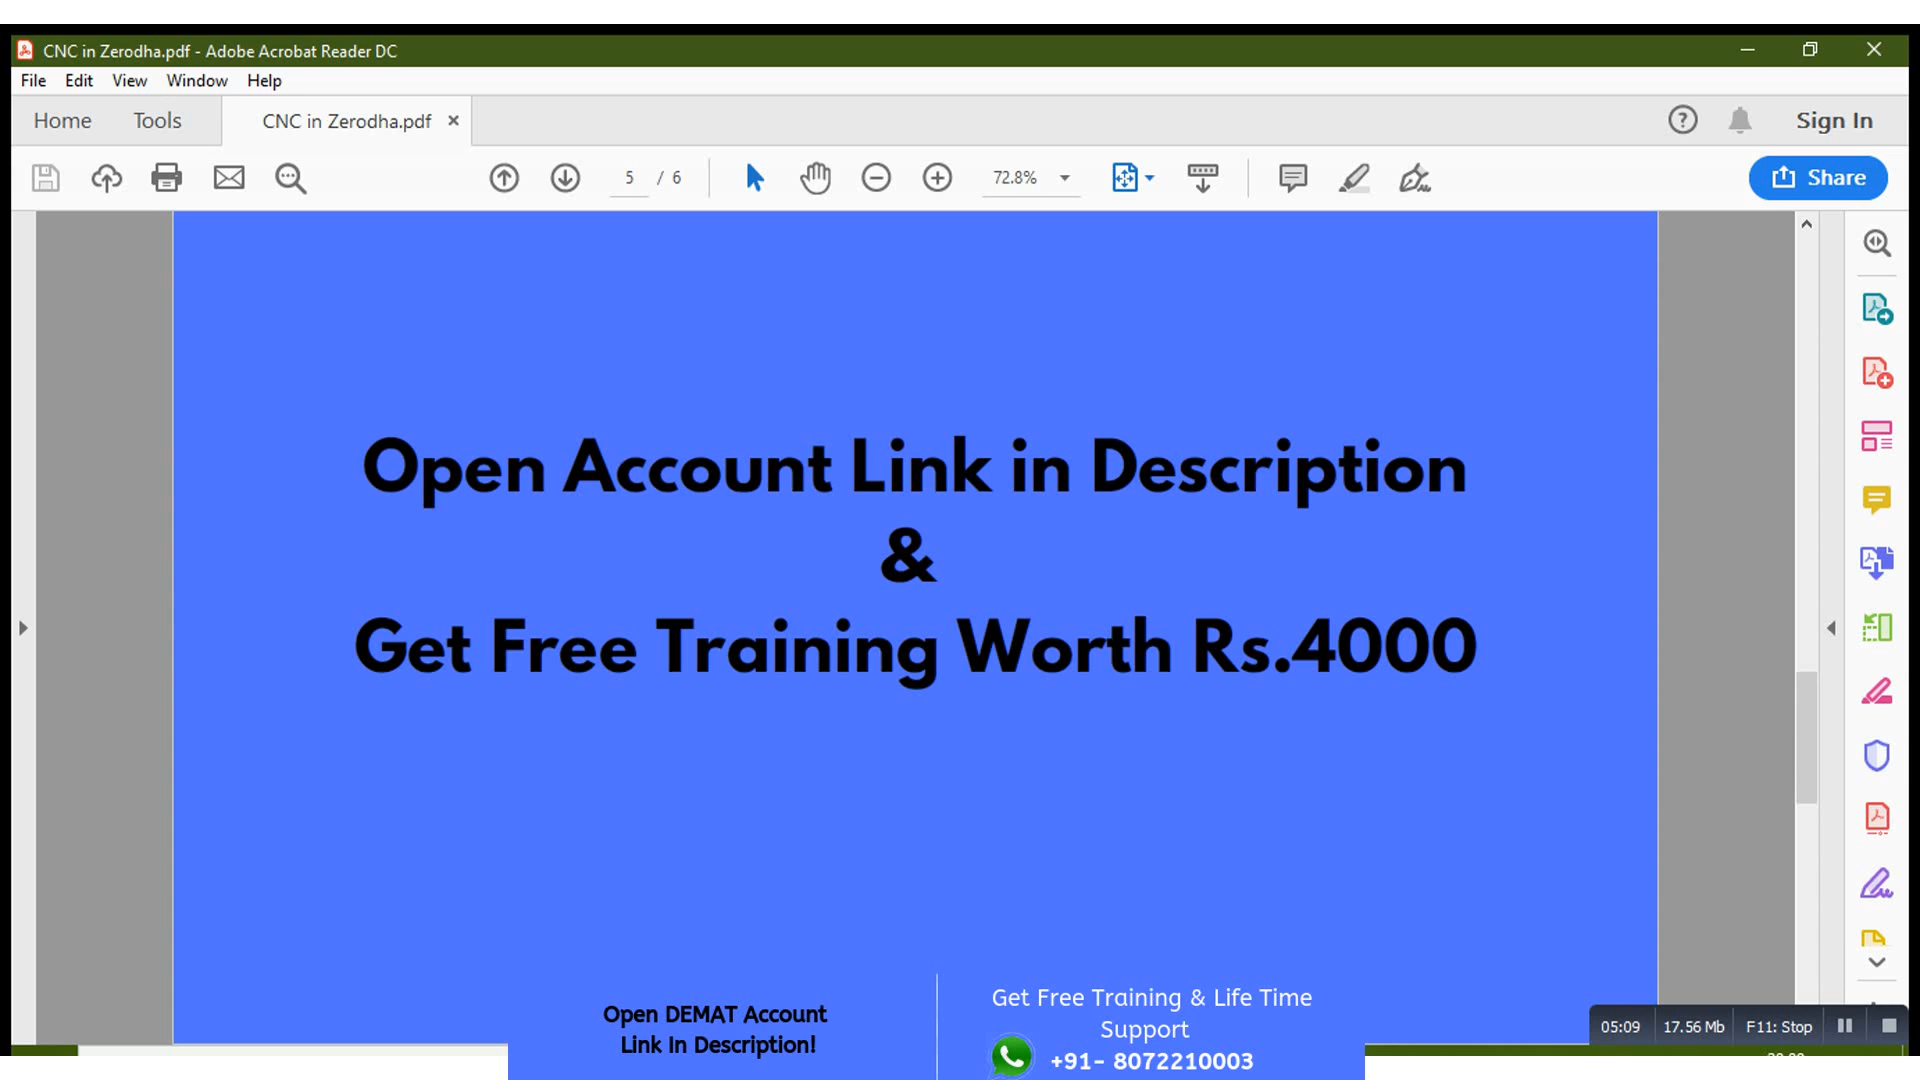 CNC in Zerodha.pdf - Adobe Acrobat Reader DC
File Edit View Window Help
Home Tools CNC in Zerodha.pdf × Sign In
5 / 6 72.8% Share
Open Account Link in Description
&
Get Free Training Worth Rs.4000
Open DEMAT Account
Link In Description!
Get Free Training & Life Time
Support
+91- 8072210003
05:09 17.56 Mb F11: Stop